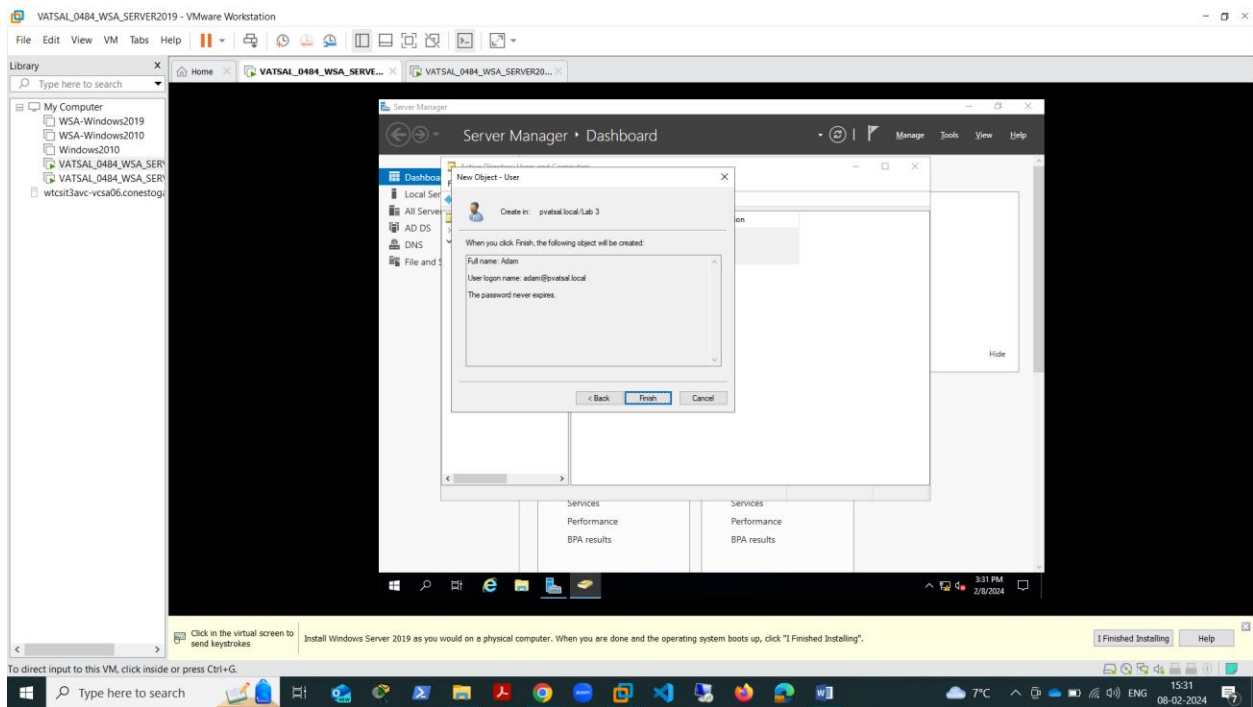 VATSAL_0484_WSA_SERVER2019 - VMware Workstation
File Edit View VM Tabs Help
Library
Home
VATSAL_0484_WSA_SERVE...
VATSAL_0484_WSA_SERVER20...
Type here to search
My Computer
WSA-Windows2019
WSA-Windows2010
Windows2010
VATSAL_0484_WSA_SER
VATSAL_0484_WSA_SER
wtcsit3avc-vcsa06.conestoga
Server Manager
Server Manager • Dashboard
Manage Tools View Help
Dashboa
Local Ser
All Server
AD DS
DNS
File and S
Active Directory Users and Computers
New Object - User
Create in: pvatsal.local/Lab 3
on
When you click Finish, the following object will be created:
Full name: Adam
User logon name: adam@pvatsal.local
The password never expires.
Hide
< Back Finish Cancel
Services Services
Performance Performance
BPA results BPA results
3:31 PM
2/8/2024
Click in the virtual screen to send keystrokes
Install Windows Server 2019 as you would on a physical computer. When you are done and the operating system boots up, click "I Finished Installing".
I Finished Installing Help
To direct input to this VM, click inside or press Ctrl+G.
Type here to search
7°C
ENG
15:31
08-02-2024